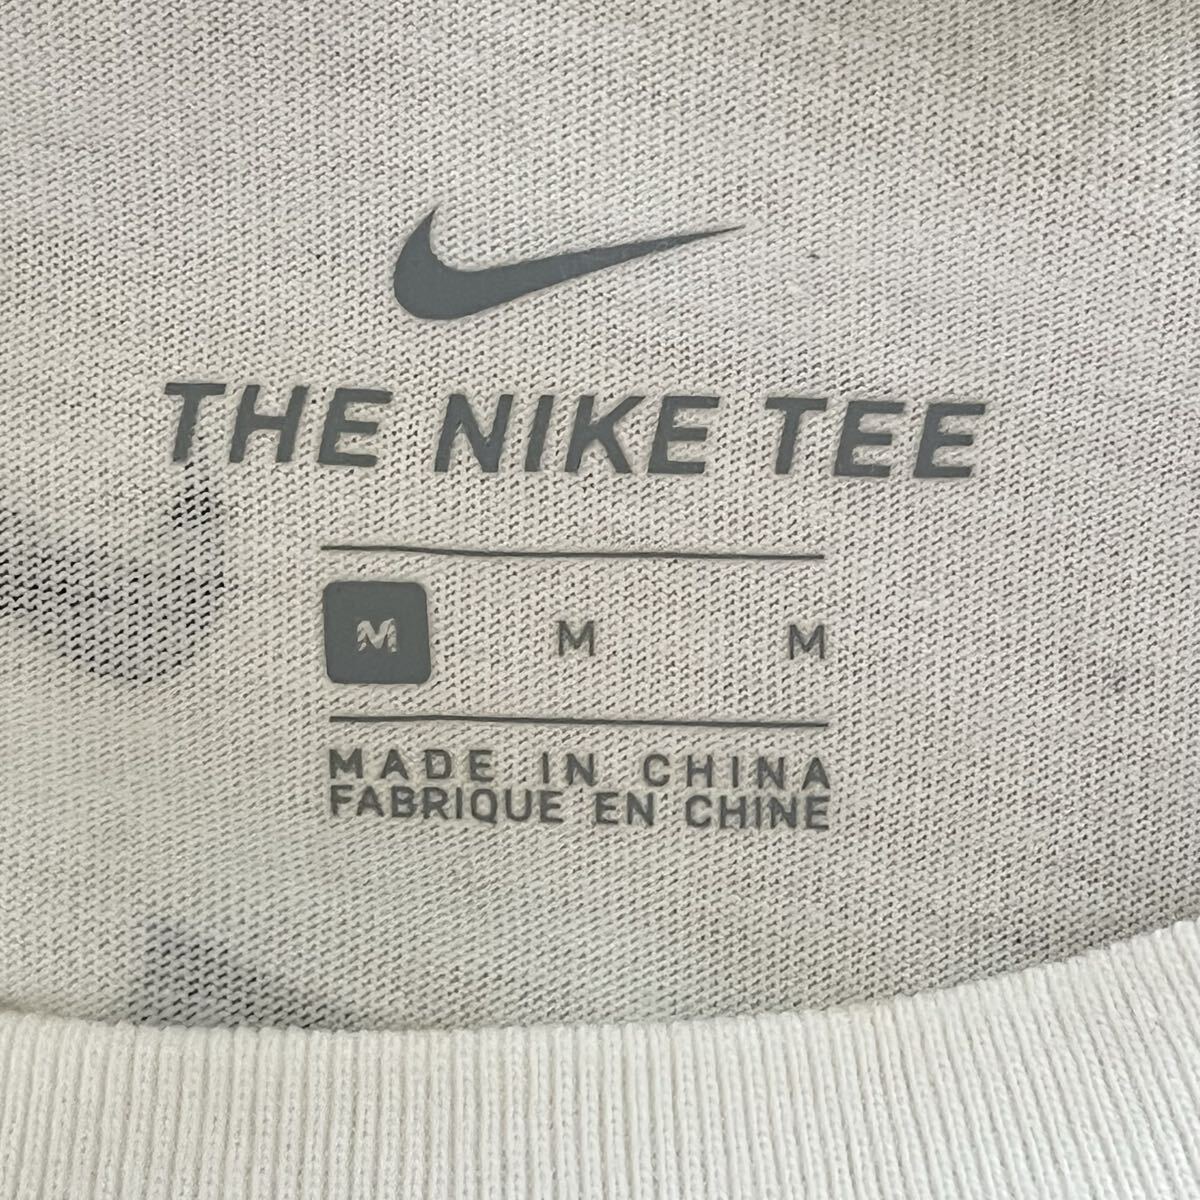 THE NIKE TEE
M M M
MADE IN CHINA
FABRIQUE EN CHINE